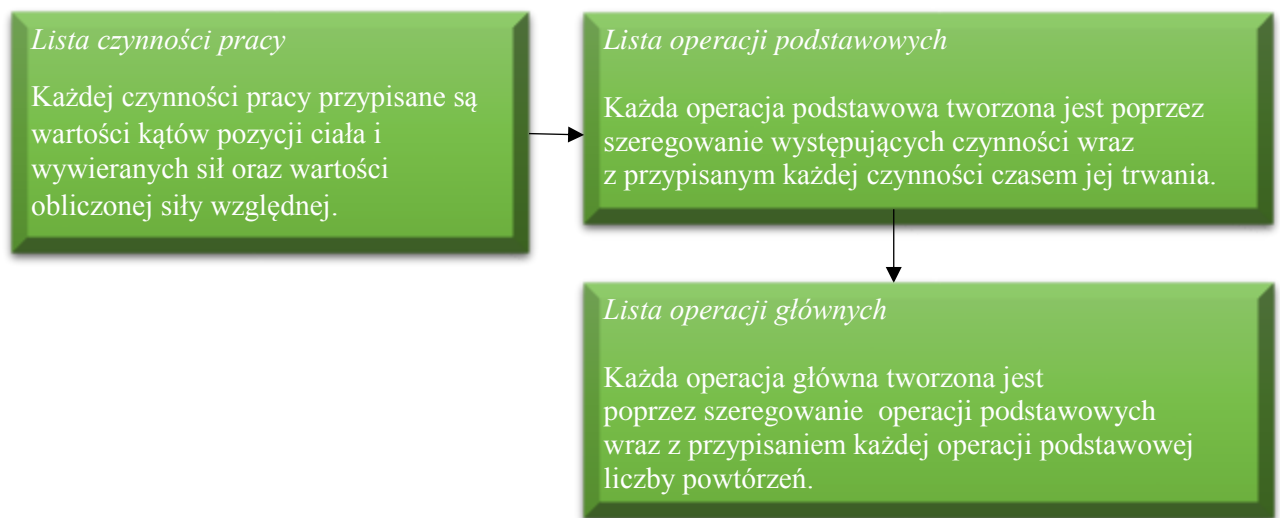 Lista czynności pracy
Każdej czynności pracy przypisane są
wartości kątów pozycji ciała i
wywieranych sił oraz wartości
obliczonej siły względnej.
Lista operacji podstawowych
Każda operacja podstawowa tworzona jest poprzez
szeregowanie występujących czynności wraz
z przypisanym każdej czynności czasem jej trwania.
Lista operacji głównych
Każda operacja główna tworzona jest
poprzez szeregowanie operacji podstawowych
wraz z przypisaniem każdej operacji podstawowej
liczby powtórzeń.